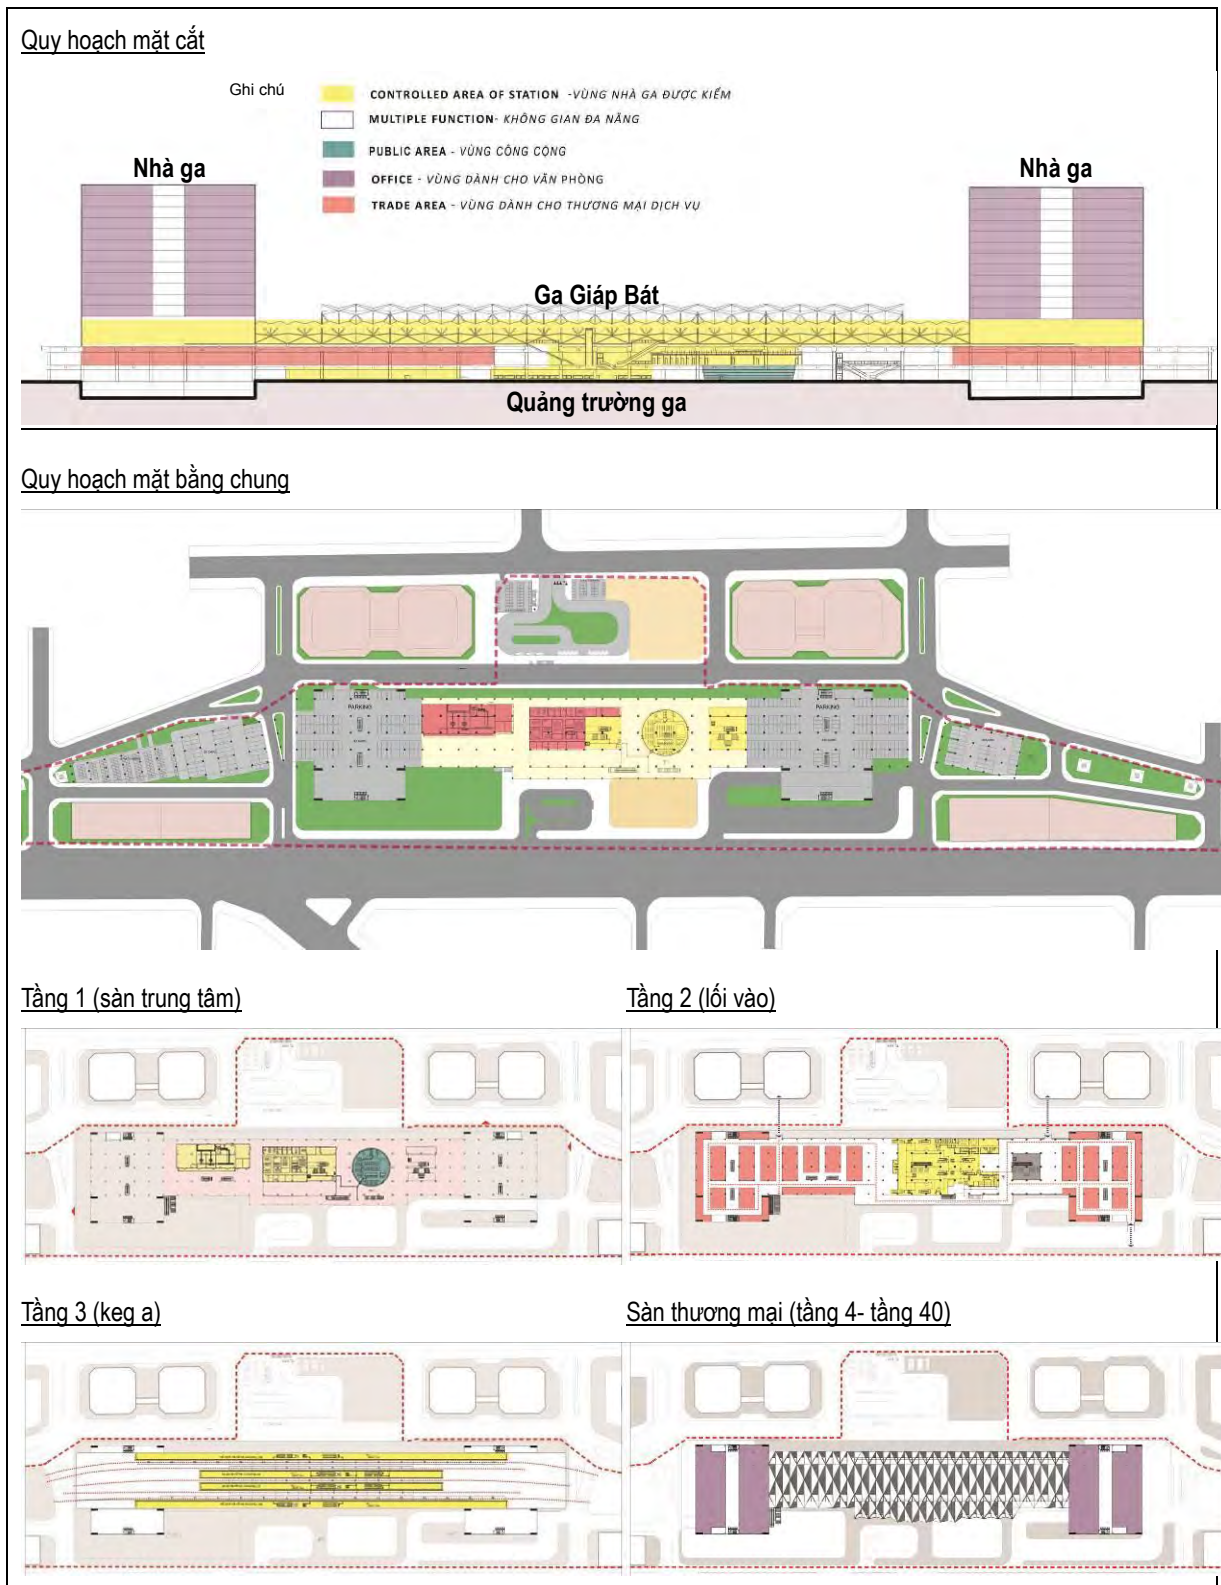 Quy hoạch mặt cắt
Ghi chú
CONTROLLED AREA OF STATION -VÙNG NHÀ GA ĐƯỢC KIỂM
MULTIPLE FUNCTION- KHÔNG GIAN ĐA NĂNG
PUBLIC AREA - VÙNG CÔNG CỘNG
OFFICE - VÙNG DÀNH CHO VĂN PHÒNG
TRADE AREA - VÙNG DÀNH CHO THƯƠNG MẠI DỊCH VỤ
Nhà ga
Nhà ga
Ga Giáp Bát
Quảng trường ga
Quy hoạch mặt bằng chung
PARKING
PARKING
Tầng 1 (sàn trung tâm)
Tầng 2 (lối vào)
Tầng 3 (keg a)
Sàn thương mại (tầng 4- tầng 40)